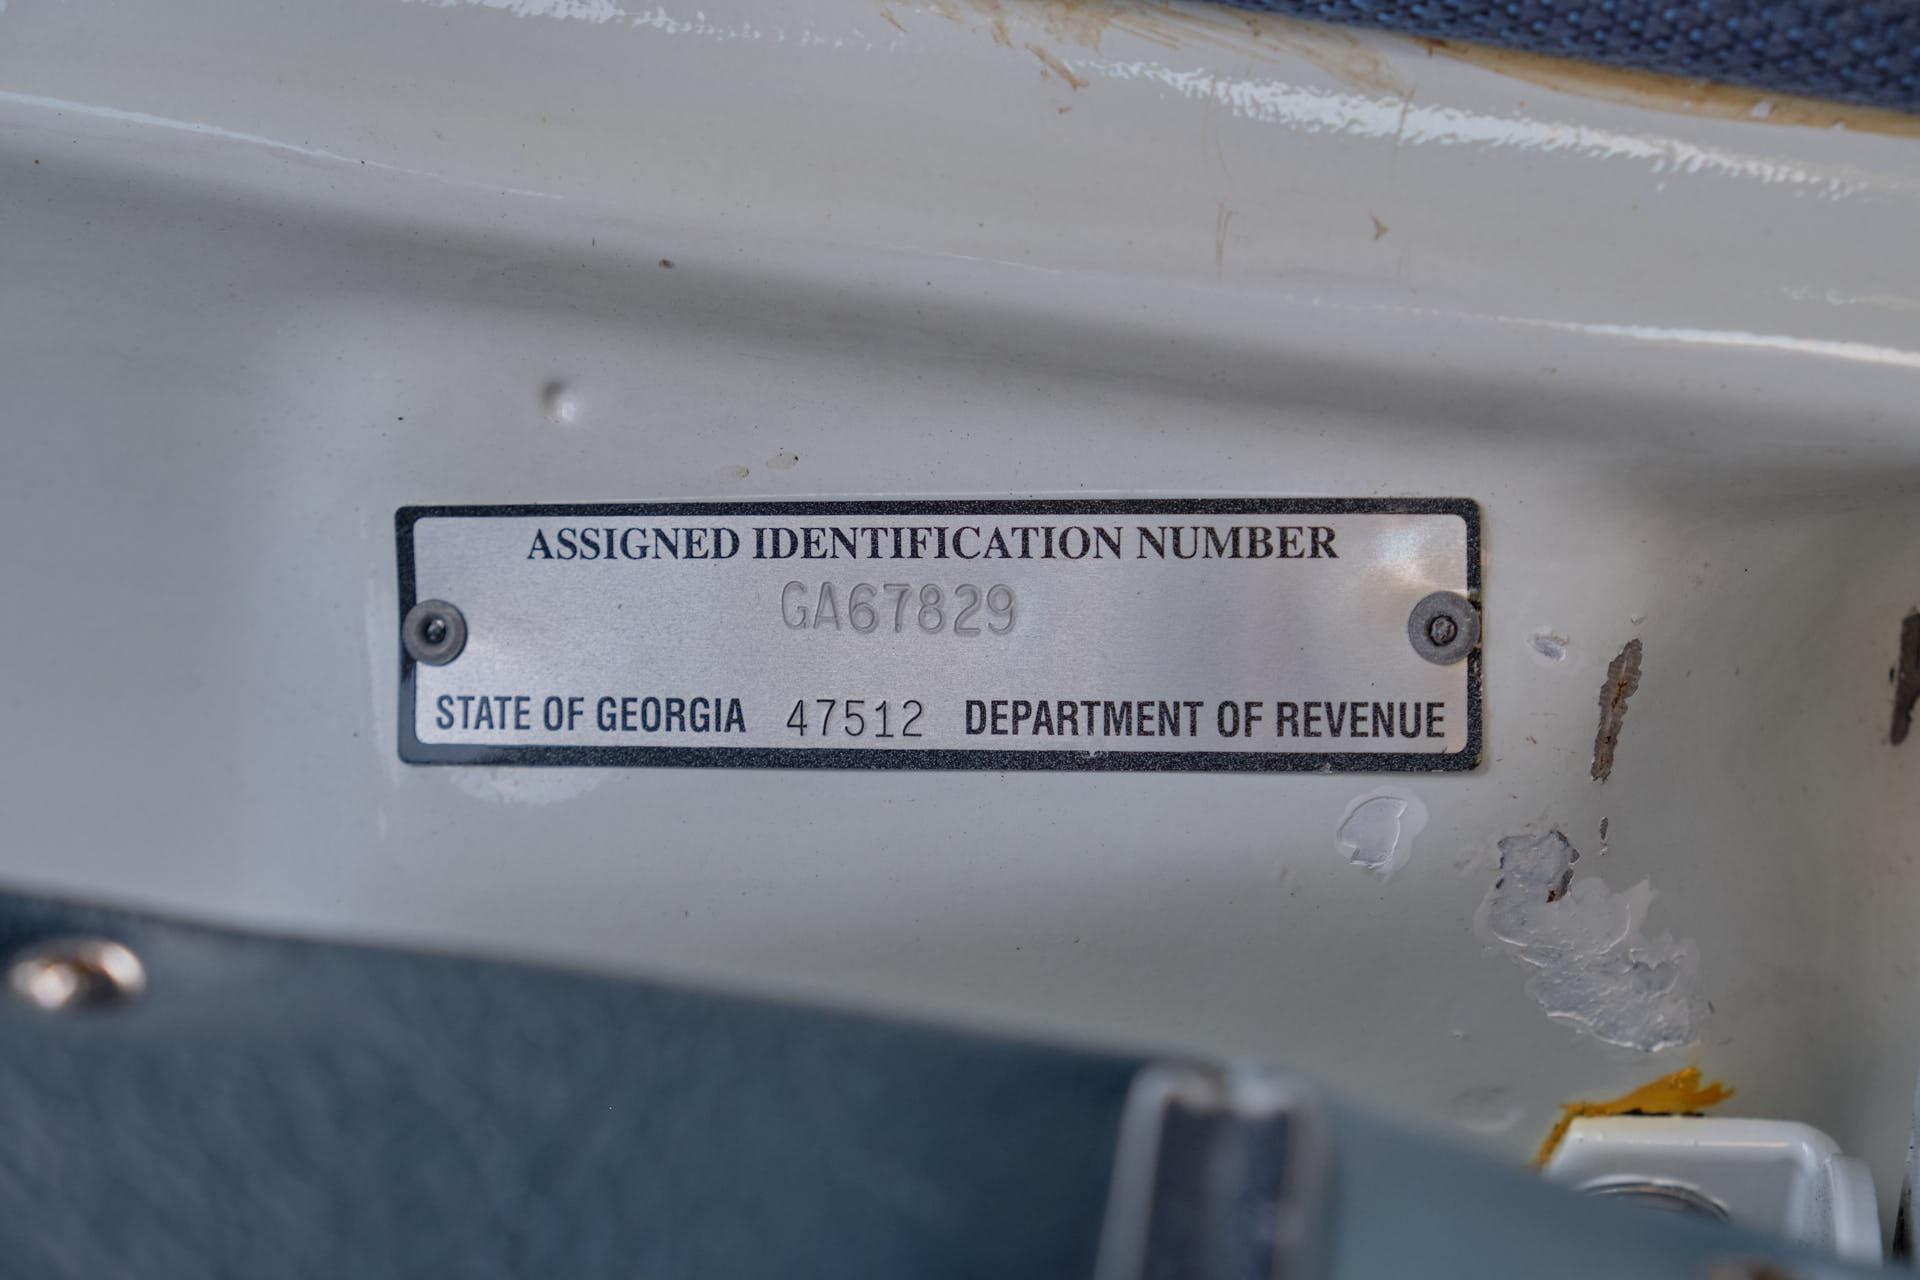 ASSIGNED IDENTIFICATION NUMBER
GA67829
STATE OF GEORGIA 47512 DEPARTMENT OF REVENUE